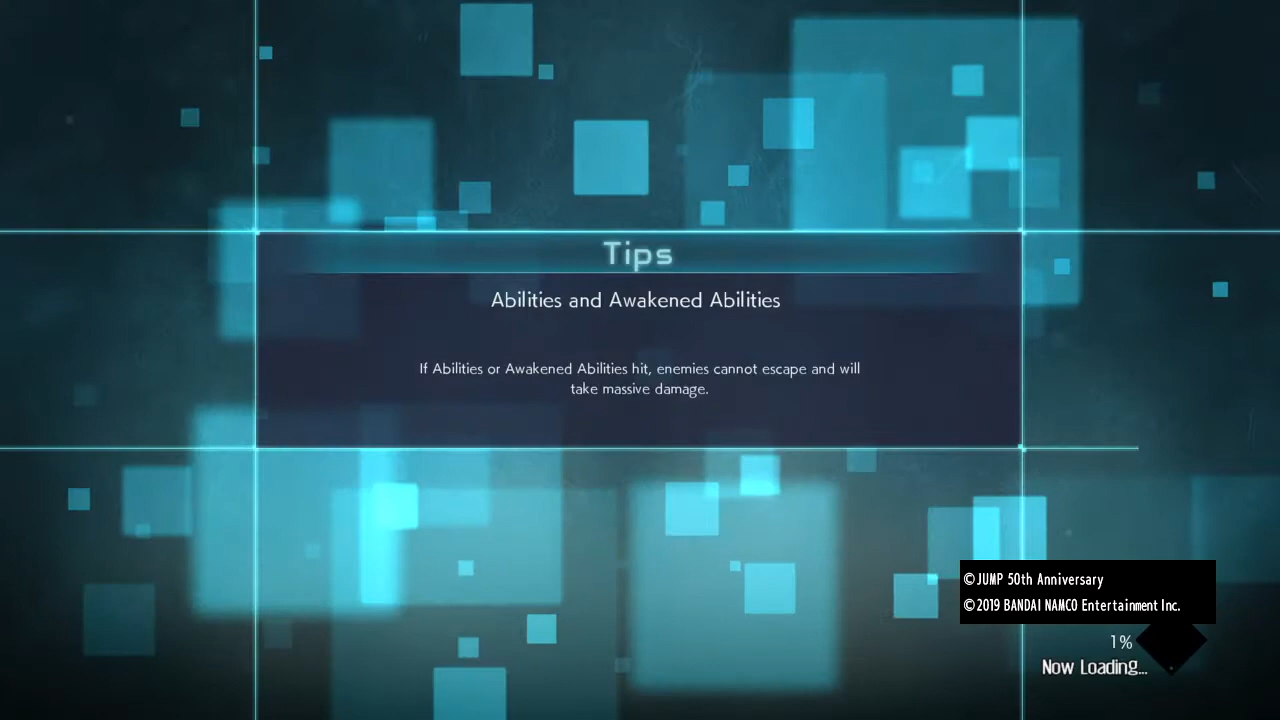 Tips
Abilities and Awakened Abilities
If Abilities or Awakened Abilities hit, enemies cannot escape and will
take massive damage.
©JUMP 50th Anniversary
©2019 BANDAI NAMCO Entertainment Inc.
1%
Now Loading...